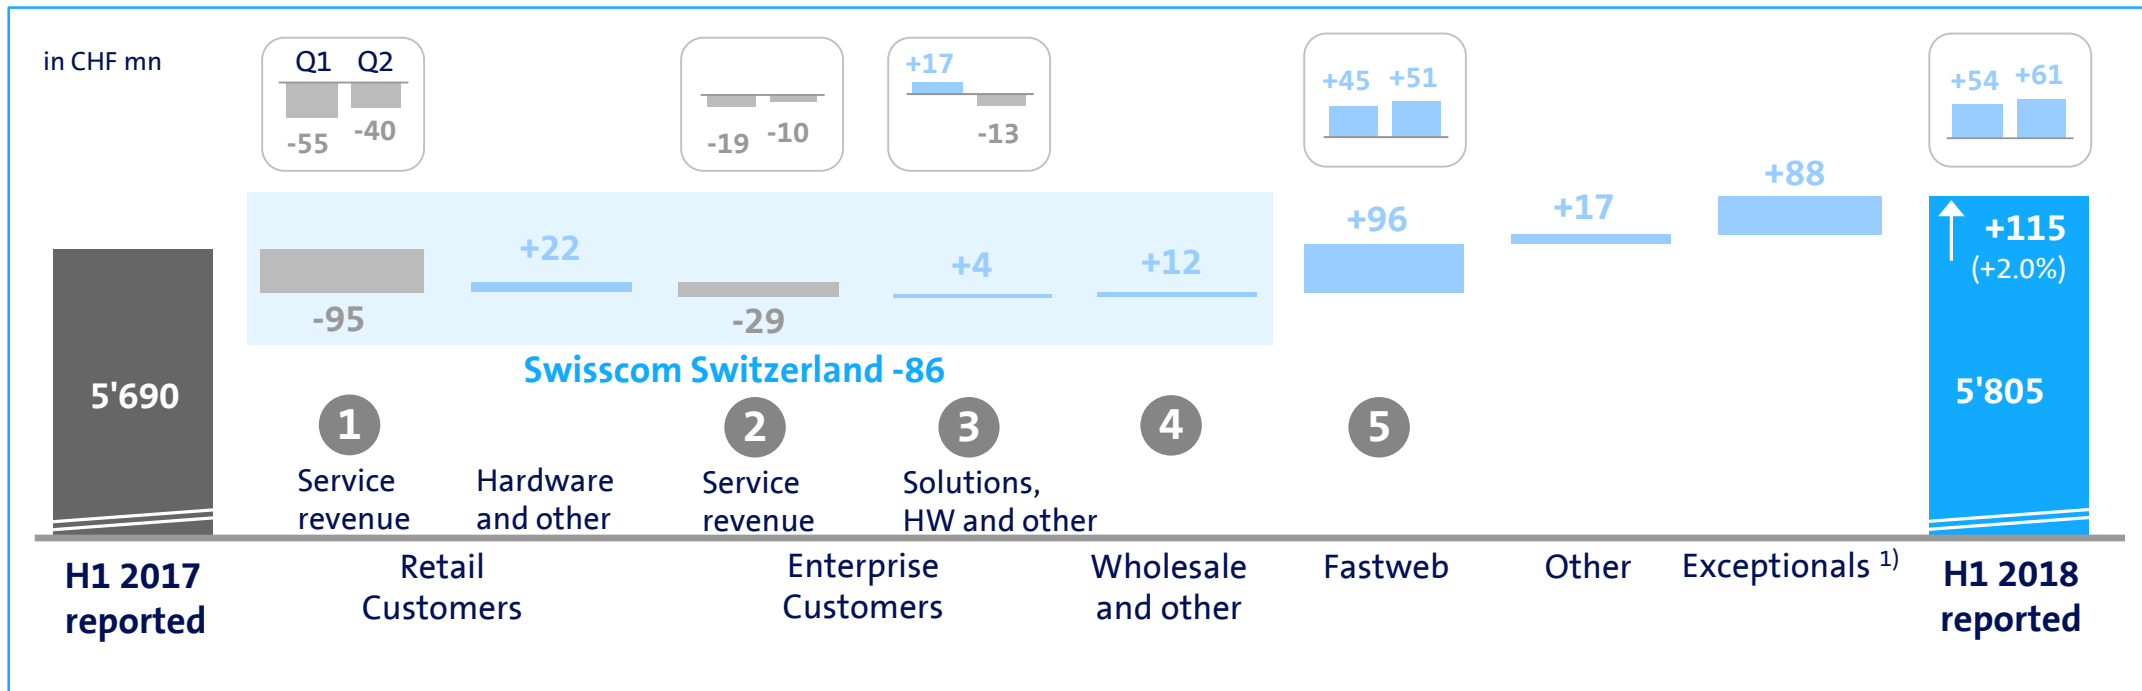 in CHF mn
Q1 Q2
-55 -40
-19 -10
+17
-13
+45 +51
+54 +61
-95
+22
-29
+4
+12
+96
+17
+88
+115
(+2.0%)
Swisscom Switzerland -86
5'690
5'805
1
2
3
4
5
Service
revenue
Hardware
and other
Service
revenue
Solutions,
HW and other
H1 2017
reported
Retail
Customers
Enterprise
Customers
Wholesale
and other
Fastweb
Other
Exceptionals 1)
H1 2018
reported